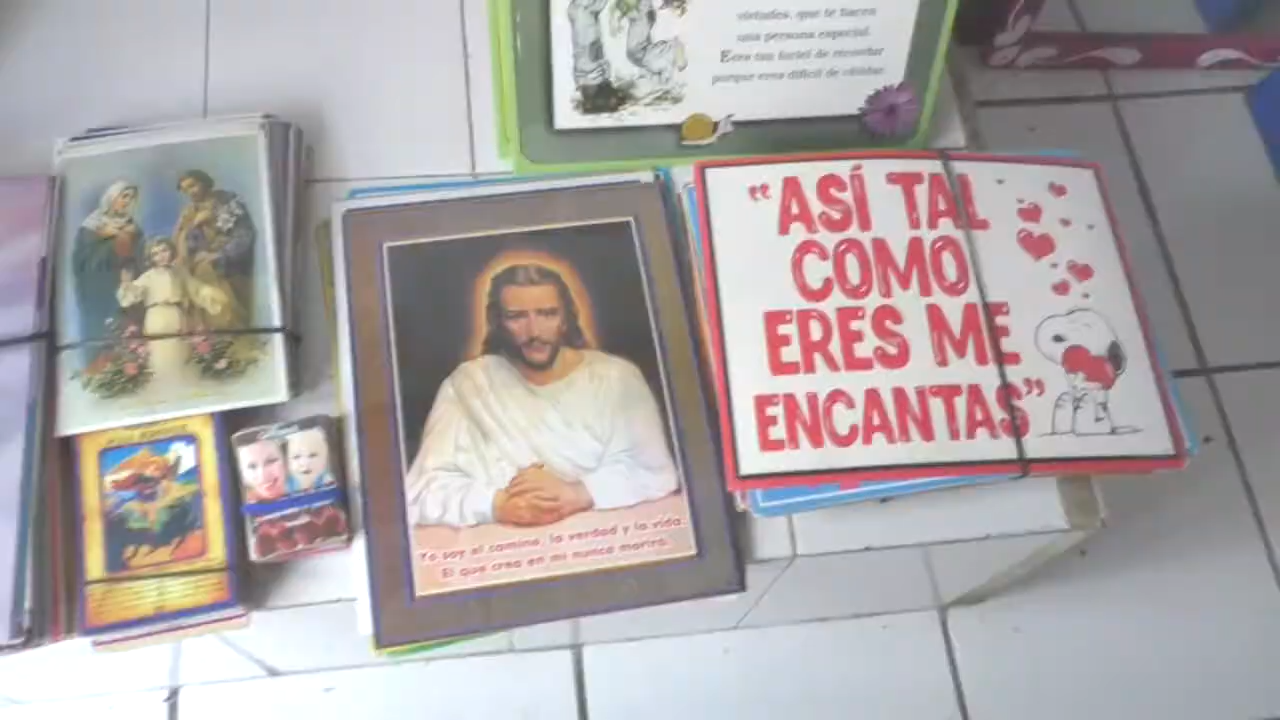 virtudes, que te hacen
una persona especial.
Eres tan fácil de recordar
porque eres difícil de olvidar
"ASÍ TAL
COMO
ERES ME
ENCANTAS"
Yo soy el camino, la verdad y la vida.
El que crea en mi nunca morirá.